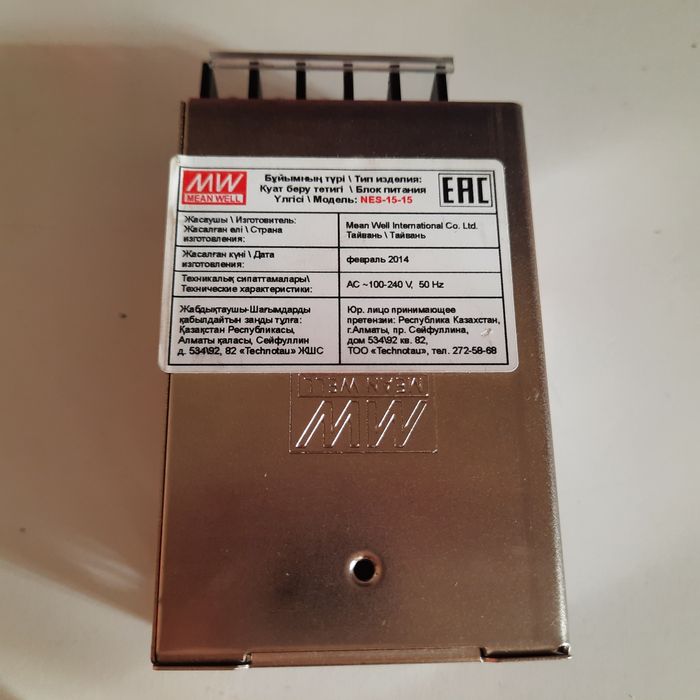 MW
MEAN WELL
Бұйымның түрі \ Тип изделия:
Куат беру тетигі \ Блок питания
Үлгісі \ Модель: NES-15-15
EAC
Жасаушы \ Изготовитель:
Жасалған елі \ Страна
изготовления:
Mean Well International Co. Ltd.
Тайвань \ Тайвань
Жасалған күні \ Дата
изготовления:
февраль 2014
Техникалық сипаттамалары\
Технические характеристики:
AC ~100-240 V, 50 Hz
Жабдықтаушы-Шағымдарды
қабылдайтын заңды тұлга:
Қазақстан Республикасы,
Алматы қаласы, Сейфуллин
д. 534\92, 82 «Technotau» ЖШС
Юр. лицо принимающее
претензии: Республика Казахстан,
г.Алматы, пр. Сейфуллина,
дом 534\92 кв. 82,
ТОО «Technotau», тел. 272-58-68
MEAN WELL
MW